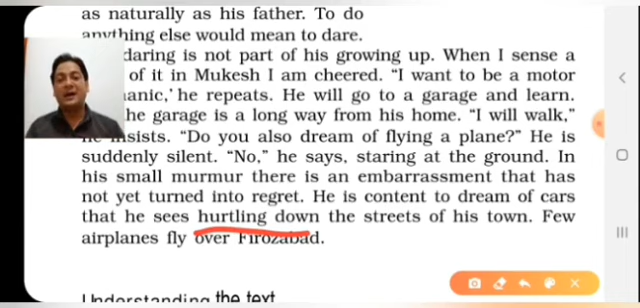 as naturally as his father. To do
anything else would mean to dare.
daring is not part of his growing up. When I sense a
of it in Mukesh I am cheered. “I want to be a motor
anic,’ he repeats. He will go to a garage and learn.
he garage is a long way from his home. “I will walk,”
he insists. “Do you also dream of flying a plane?” He is
suddenly silent. “No,” he says, staring at the ground. In
his small murmur there is an embarrassment that has
not yet turned into regret. He is content to dream of cars
that he sees hurtling down the streets of his town. Few
airplanes fly over Firozabad.
Understanding the text